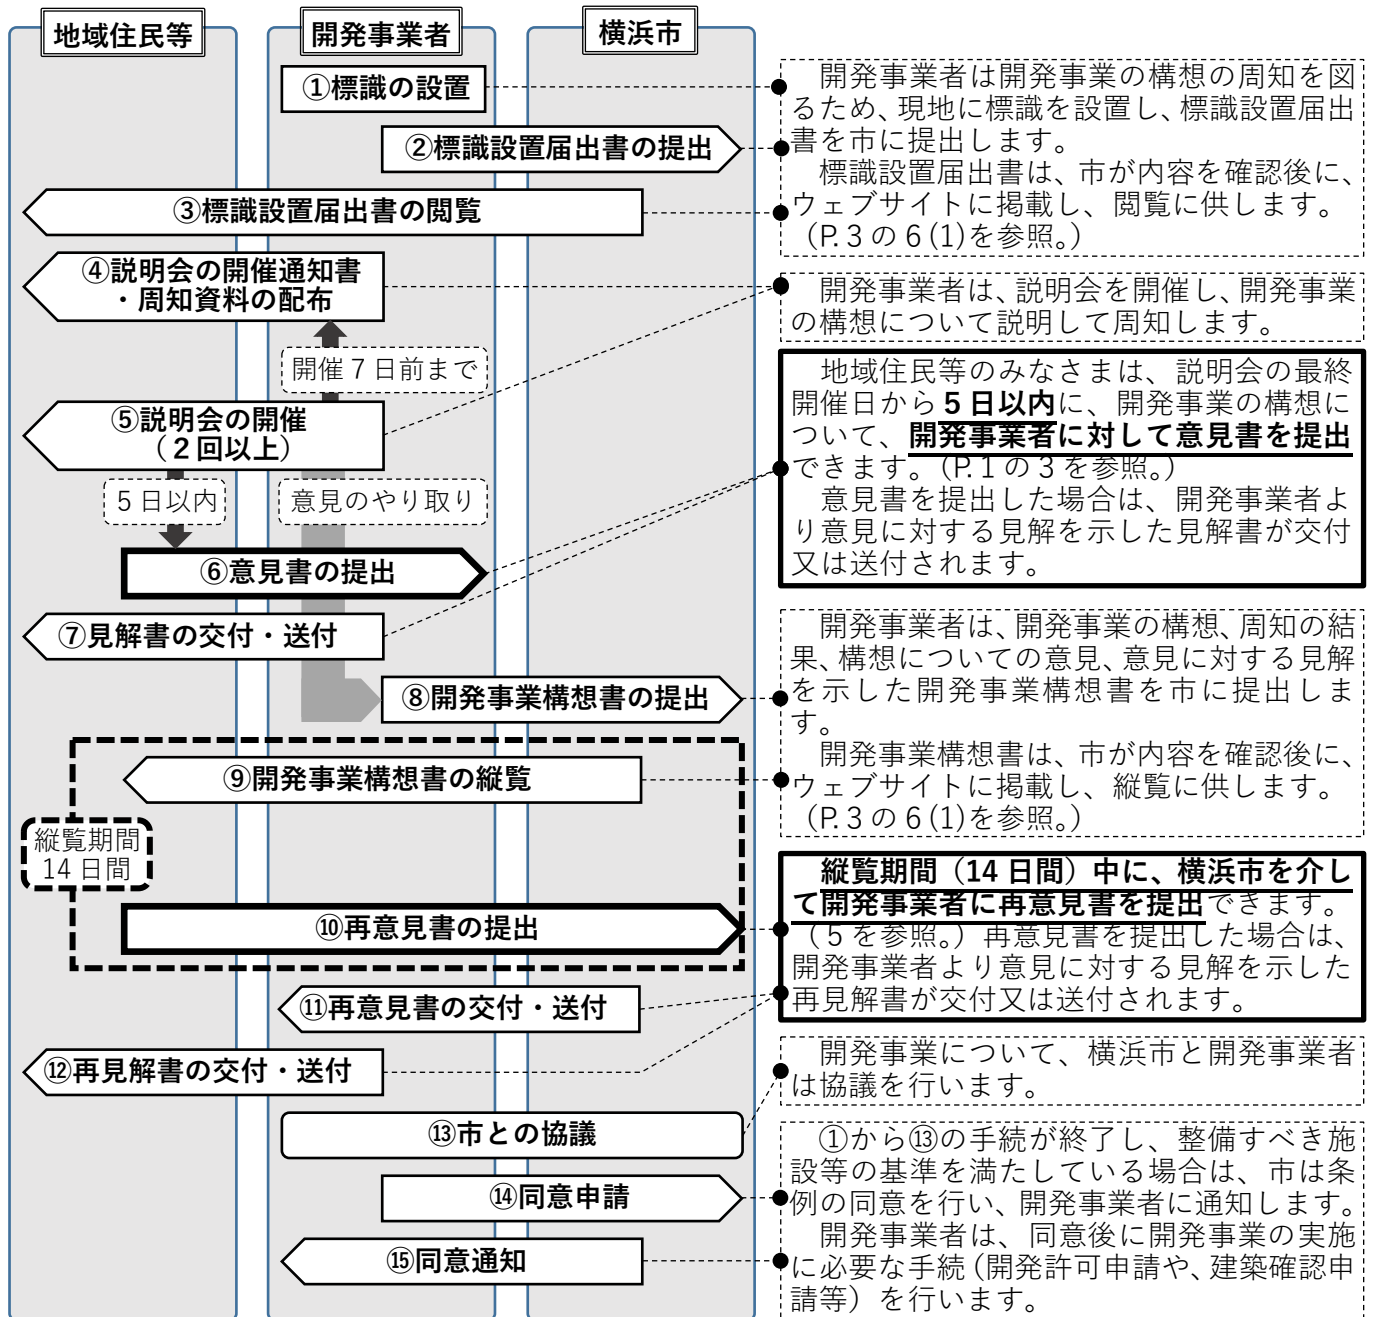 地域住民等
開発事業者
横浜市
①標識の設置
②標識設置届出書の提出
③標識設置届出書の閲覧
④説明会の開催通知書
・周知資料の配布
開催７日前まで
⑤説明会の開催
（２回以上）
５日以内
意見のやり取り
⑥意見書の提出
⑦見解書の交付・送付
⑧開発事業構想書の提出
⑨開発事業構想書の縦覧
縦覧期間
14日間
⑩再意見書の提出
⑪再意見書の交付・送付
⑫再見解書の交付・送付
⑬市との協議
⑭同意申請
⑮同意通知
開発事業者は開発事業の構想の周知を図
るため、現地に標識を設置し、標識設置届出
書を市に提出します。
標識設置届出書は、市が内容を確認後に、
ウェブサイトに掲載し、閲覧に供します。
（P.３の６(1)を参照。）
開発事業者は、説明会を開催し、開発事業
の構想について説明して周知します。
地域住民等のみなさまは、説明会の最終
開催日から５日以内に、開発事業の構想に
ついて、開発事業者に対して意見書を提出
できます。（P.１の３を参照。）
意見書を提出した場合は、開発事業者よ
り意見に対する見解を示した見解書が交付
又は送付されます。
開発事業者は、開発事業の構想、周知の結
果、構想についての意見、意見に対する見解
を示した開発事業構想書を市に提出しま
す。
開発事業構想書は、市が内容を確認後に、
ウェブサイトに掲載し、縦覧に供します。
（P.３の６(1)を参照。）
縦覧期間（14日間）中に、横浜市を介し
て開発事業者に再意見書を提出できます。
（５を参照。）再意見書を提出した場合は、
開発事業者より意見に対する見解を示した
再見解書が交付又は送付されます。
開発事業について、横浜市と開発事業者
は協議を行います。
①から⑬の手続が終了し、整備すべき施
設等の基準を満たしている場合は、市は条
例の同意を行い、開発事業者に通知します。
開発事業者は、同意後に開発事業の実施
に必要な手続（開発許可申請や、建築確認申
請等）を行います。